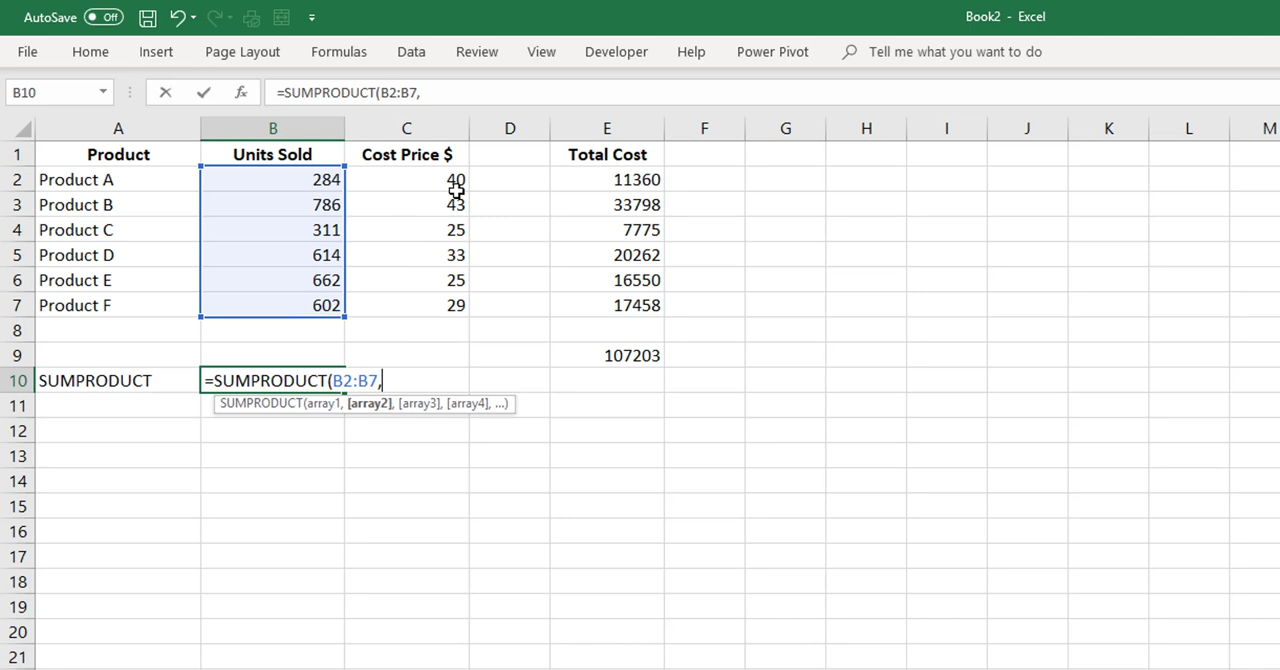 AutoSave Off Book2 - Excel
File Home Insert Page Layout Formulas Data Review View Developer Help Power Pivot Tell me what you want to do
B10 fx =SUMPRODUCT(B2:B7,
A B C D E F G H I J K L M
1 Product Units Sold Cost Price $ Total Cost
2 Product A 284 40 11360
3 Product B 786 43 33798
4 Product C 311 25 7775
5 Product D 614 33 20262
6 Product E 662 25 16550
7 Product F 602 29 17458
8
9 107203
10 SUMPRODUCT =SUMPRODUCT(B2:B7,
11 SUMPRODUCT(array1, [array2], [array3], [array4], ...)
12
13
14
15
16
17
18
19
20
21